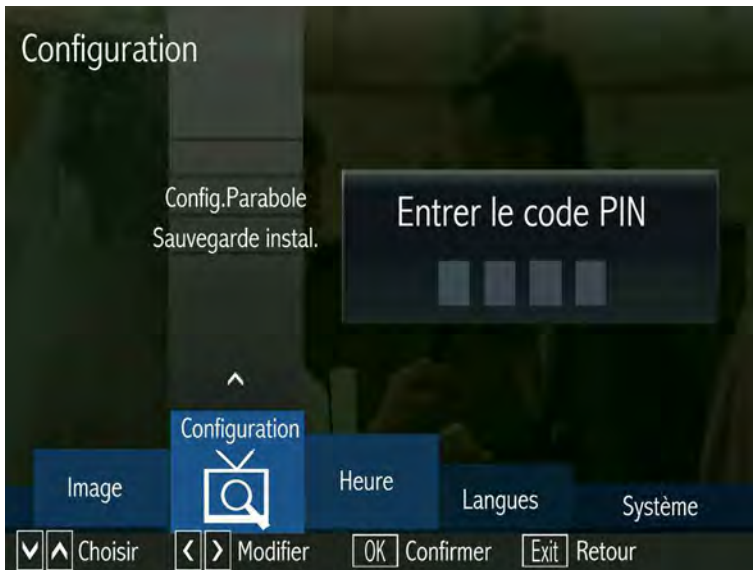 Configuration
Config.Parabole
Sauvegarde instal.
Entrer le code PIN
Configuration
Image
Heure
Langues
Système
Choisir
Modifier
OK Confirmer
Exit Retour